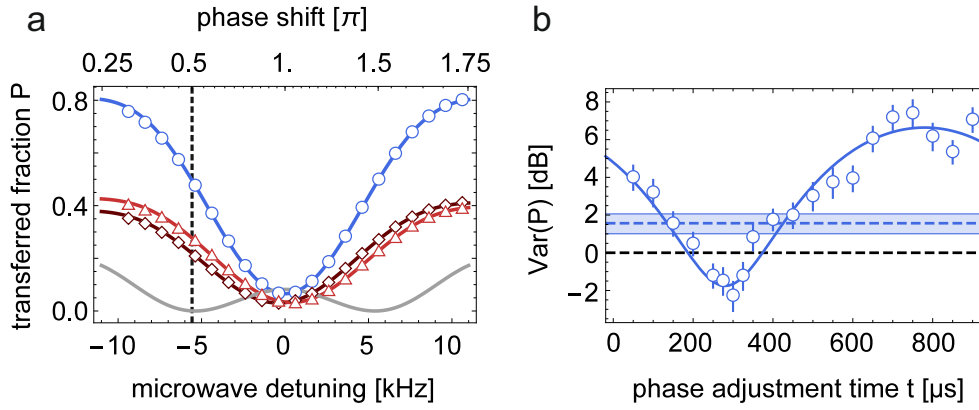 a
phase shift [π]
0.25 0.5 1. 1.5 1.75
transferred fraction P
0.8
0.4
0.0
−10 −5 0 5 10
microwave detuning [kHz]
b
Var(P) [dB]
8
6
4
2
0
−2
0 200 400 600 800
phase adjustment time t [µs]